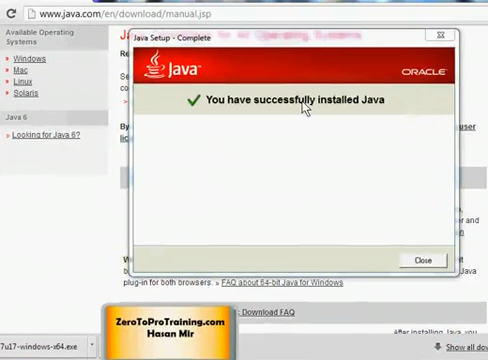 www.java.com/en/download/manual.jsp
Available Operating
Systems
Windows
Mac
Linux
Solaris
Java 6
Looking for Java 6?
Java Setup - Complete
Java
ORACLE
You have successfully installed Java
Close
user
and
plug-in for both browsers. » FAQ about 64-bit Java for Windows
Download FAQ
After installing Java, you
ZeroToProTraining.com
Hasan Mir
7u17-windows-x64.exe
Show all dow